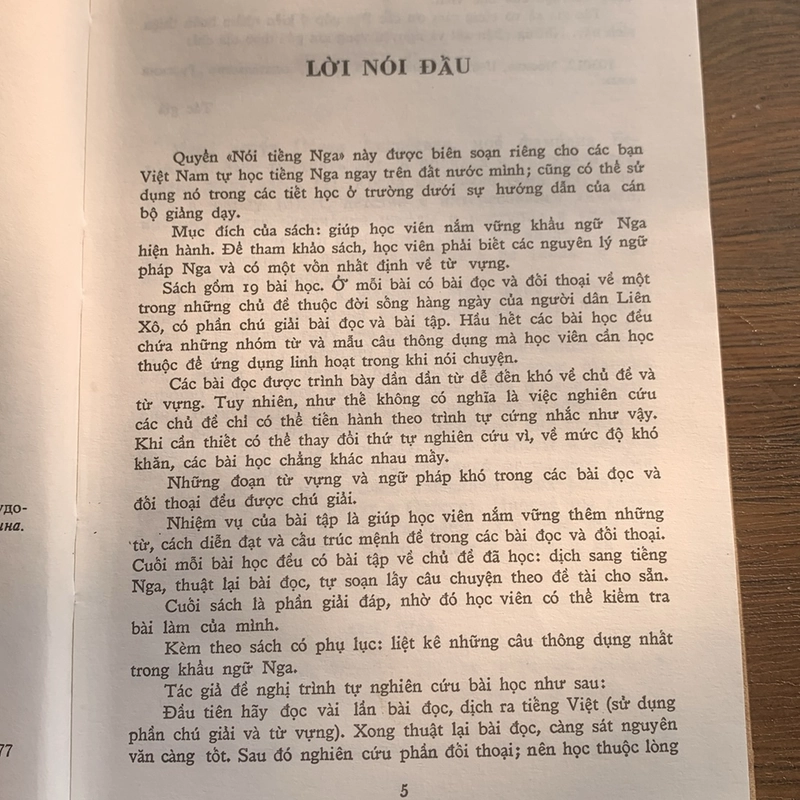 LỜI NÓI ĐẦU
Quyển «Nói tiếng Nga» này được biên soạn riêng cho các bạn
Việt Nam tự học tiếng Nga ngay trên đất nước mình; cũng có thể sử
dụng nó trong các tiết học ở trường dưới sự hướng dẫn của cán
bộ giảng dạy.
Mục đích của sách: giúp học viên nắm vững khẩu ngữ Nga
hiện hành. Để tham khảo sách, học viên phải biết các nguyên lý ngữ
pháp Nga và có một vốn nhất định về từ vựng.
Sách gồm 19 bài học. Ở mỗi bài có bài đọc và đối thoại về một
trong những chủ đề thuộc đời sống hàng ngày của người dân Liên
Xô, có phần chú giải bài đọc và bài tập. Hầu hết các bài học đều
chứa những nhóm từ và mẫu câu thông dụng mà học viên cần học
thuộc để ứng dụng linh hoạt trong khi nói chuyện.
Các bài đọc được trình bày dần dần từ dễ đến khó về chủ đề và
từ vựng. Tuy nhiên, như thế không có nghĩa là việc nghiên cứu
các chủ đề chỉ có thể tiến hành theo trình tự cứng nhắc như vậy.
Khi cần thiết có thể thay đổi thứ tự nghiên cứu vì, về mức độ khó
khăn, các bài học chẳng khác nhau mấy.
Những đoạn từ vựng và ngữ pháp khó trong các bài đọc và
đối thoại đều được chú giải.
Nhiệm vụ của bài tập là giúp học viên nắm vững thêm những
từ, cách diễn đạt và cấu trúc mệnh đề trong các bài đọc và đối thoại.
Cuối mỗi bài học đều có bài tập về chủ đề đã học: dịch sang tiếng
Nga, thuật lại bài đọc, tự soạn lấy câu chuyện theo đề tài cho sẵn.
Cuối sách là phần giải đáp, nhờ đó học viên có thể kiểm tra
bài làm của mình.
Kèm theo sách có phụ lục: liệt kê những câu thông dụng nhất
trong khẩu ngữ Nga.
Tác giả đề nghị trình tự nghiên cứu bài học như sau:
Đầu tiên hãy đọc vài lần bài đọc, dịch ra tiếng Việt (sử dụng
phần chú giải và từ vựng). Xong thuật lại bài đọc, càng sát nguyên
văn càng tốt. Sau đó nghiên cứu phần đối thoại; nên học thuộc lòng
5
удо-
ина.
77